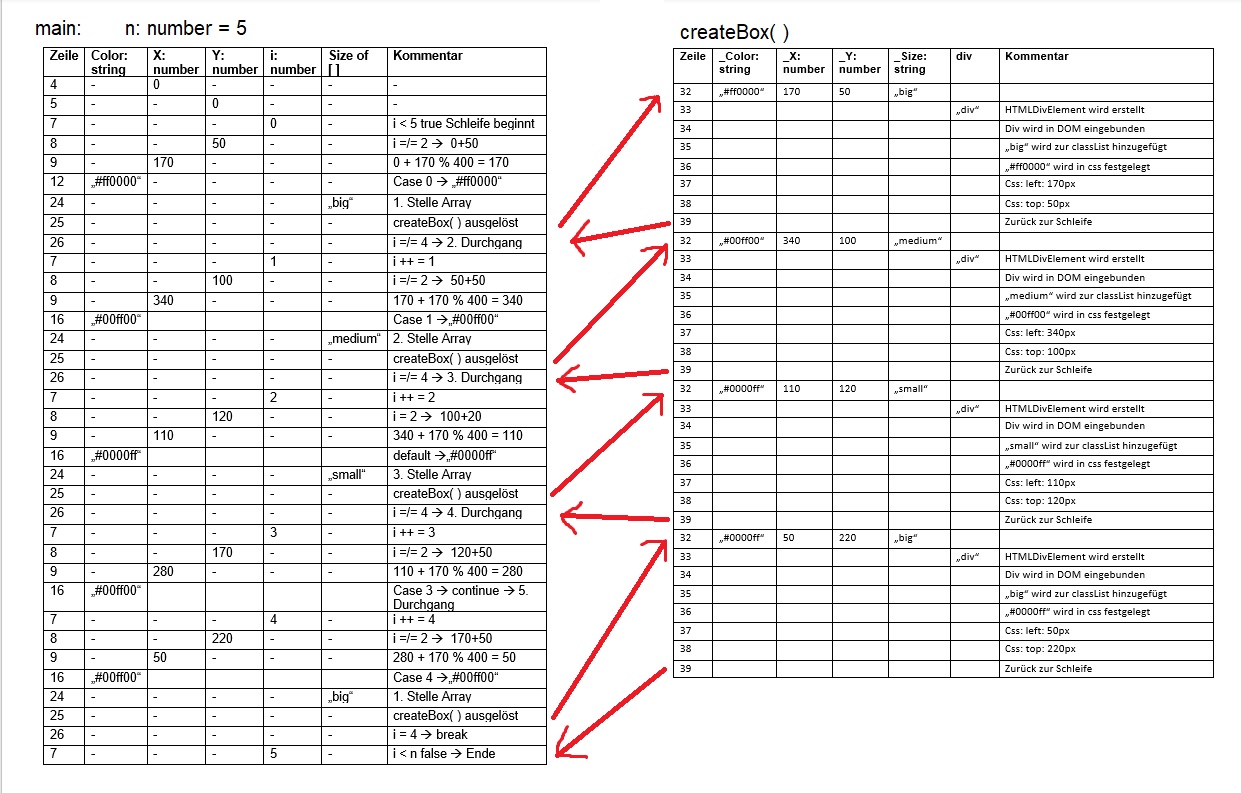 main: n: number = 5
Zeile Color: string X: number Y: number i: number Size of [ ] Kommentar
4 - 0 - - - -
5 - - 0 - - -
7 - - - 0 - i < 5 true Schleife beginnt
8 - - 50 - - i =/= 2 → 0+50
9 - 170 - - - 0 + 170 % 400 = 170
12 „#ff0000“ - - - - Case 0 → „#ff0000“
24 - - - - „big“ 1. Stelle Array
25 - - - - - createBox( ) ausgelöst
26 - - - - - i =/= 4 → 2. Durchgang
7 - - - 1 - i ++ = 1
8 - - 100 - - i =/= 2 → 50+50
9 - 340 - - - 170 + 170 % 400 = 340
16 „#00ff00“ Case 1 →„#00ff00“
24 - - - - „medium“ 2. Stelle Array
25 - - - - createBox( ) ausgelöst
26 - - - - - i =/= 4 → 3. Durchgang
7 - - - 2 - i ++ = 2
8 - - 120 - - i = 2 → 100+20
9 - 110 - - - 340 + 170 % 400 = 110
16 „#0000ff“ default →„#0000ff“
24 - - - - „small“ 3. Stelle Array
25 - - - - - createBox( ) ausgelöst
26 - - - - - i =/= 4 → 4. Durchgang
7 - - - 3 - i ++ = 3
8 - - 170 - - i =/= 2 → 120+50
9 - 280 - - - 110 + 170 % 400 = 280
16 „#00ff00“ Case 3 → continue → 5. Durchgang
7 - - - 4 - i ++ = 4
8 - - 220 - - i =/= 2 → 170+50
9 - 50 - - - 280 + 170 % 400 = 50
16 „#00ff00“ Case 4 →„#00ff00“
24 - - - - „big“ 1. Stelle Array
25 - - - - - createBox( ) ausgelöst
26 - - - - - i = 4 → break
7 - - - 5 - i < n false → Ende
createBox( )
Zeile _Color: string _X: number _Y: number _Size: string div Kommentar
32 „#ff0000“ 170 50 „big“
33 „div“ HTMLDivElement wird erstellt
34 Div wird in DOM eingebunden
35 „big“ wird zur classList hinzugefügt
36 „#ff0000“ wird in css festgelegt
37 Css: left: 170px
38 Css: top: 50px
39 Zurück zur Schleife
32 „#00ff00“ 340 100 „medium“
33 „div“ HTMLDivElement wird erstellt
34 Div wird in DOM eingebunden
35 „medium“ wird zur classList hinzugefügt
36 „#00ff00“ wird in css festgelegt
37 Css: left: 340px
38 Css: top: 100px
39 Zurück zur Schleife
32 „#0000ff“ 110 120 „small“
33 „div“ HTMLDivElement wird erstellt
34 Div wird in DOM eingebunden
35 „small“ wird zur classList hinzugefügt
36 „#0000ff“ wird in css festgelegt
37 Css: left: 110px
38 Css: top: 120px
39 Zurück zur Schleife
32 „#0000ff“ 50 220 „big“
33 „div“ HTMLDivElement wird erstellt
34 Div wird in DOM eingebunden
35 „big“ wird zur classList hinzugefügt
36 „#0000ff“ wird in css festgelegt
37 Css: left: 50px
38 Css: top: 220px
39 Zurück zur Schleife